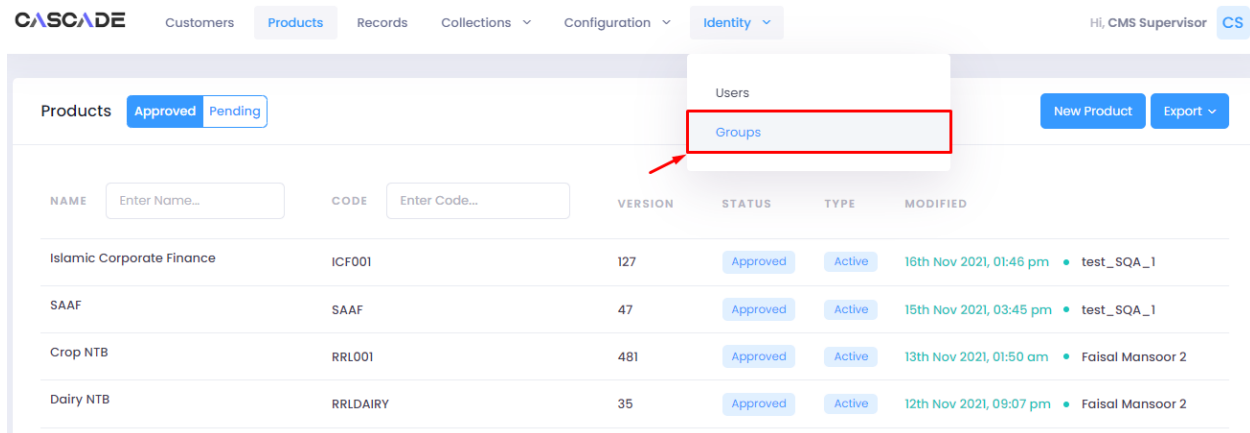 CASCADE Customers Products Records Collections Configuration Identity Hi, CMS Supervisor CS
Users
Products Approved Pending New Product Export
Groups
NAME Enter Name... CODE Enter Code... VERSION STATUS TYPE MODIFIED
Islamic Corporate Finance ICF001 127 Approved Active 16th Nov 2021, 01:46 pm • test_SQA_1
SAAF SAAF 47 Approved Active 15th Nov 2021, 03:45 pm • test_SQA_1
Crop NTB RRL001 481 Approved Active 13th Nov 2021, 01:50 am • Faisal Mansoor 2
Dairy NTB RRLDAIRY 35 Approved Active 12th Nov 2021, 09:07 pm • Faisal Mansoor 2